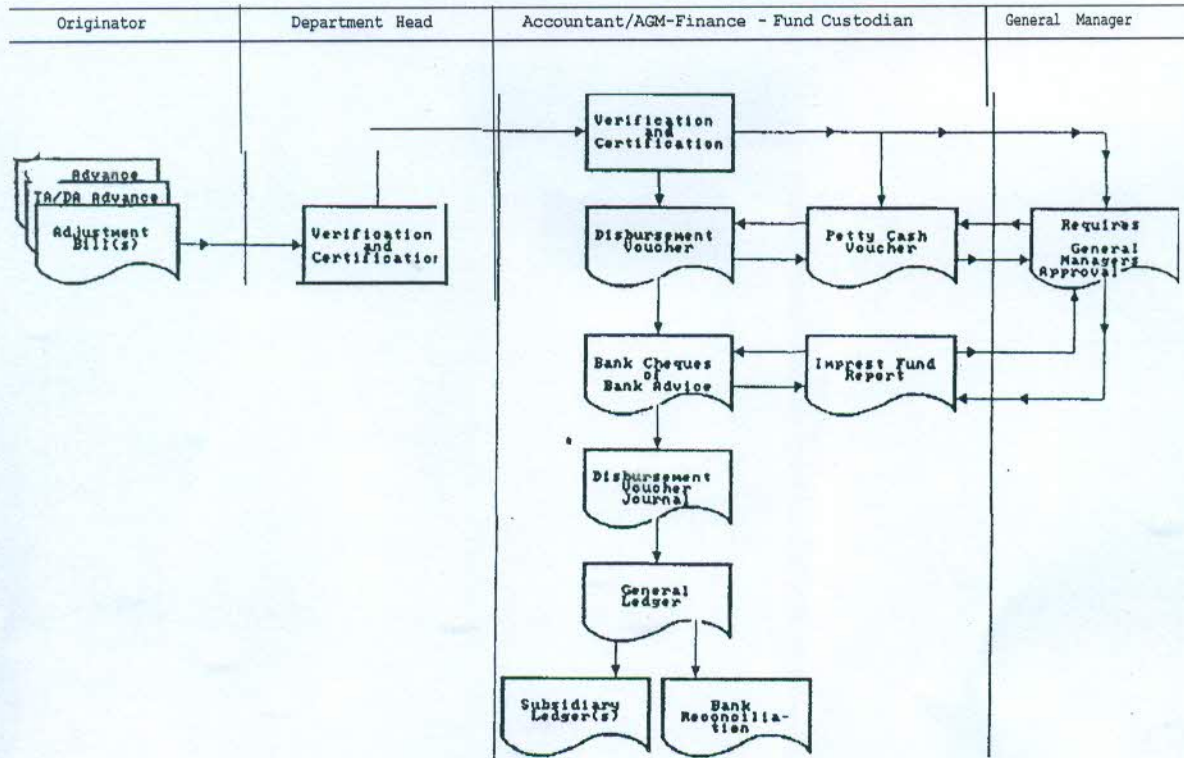 Originator
Department Head
Accountant/AGM-Finance - Fund Custodian
General Manager
Advance
TA/DA Advance
Adjustment
Bill(s)
Verification
and
Certification
Verification
and
Certification
Disbursement
Voucher
Petty Cash
Voucher
Requires
General
Managers
Approval
Bank Cheques
of
Bank Advice
Imprest Fund
Report
Disbursement
Voucher
Journal
General
Ledger
Subsidiary
Ledger(s)
Bank
Reconcilia-
tion